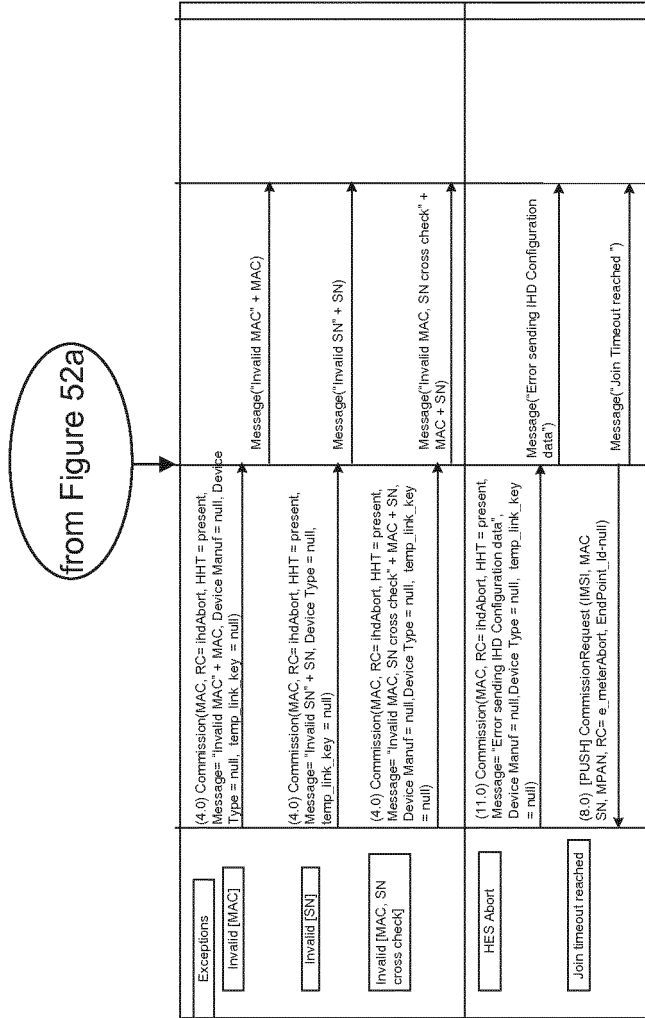 from Figure 52a
Exceptions
Invalid [MAC]
(4.0) Commission(MAC, RC= ihdAbort, HHT = present,
Message= "Invalid MAC" + MAC, Device Manuf = null, Device
Type = null, temp_link_key = null)
Message("Invalid MAC" + MAC)
Invalid [SN]
(4.0) Commission(MAC, RC= ihdAbort, HHT = present,
Message= "Invalid SN" + SN, Device Type = null,
temp_link_key = null)
Message("Invalid SN" + SN)
Invalid [MAC, SN
cross check]
(4.0) Commission(MAC, RC= ihdAbort, HHT = present,
Message= "Invalid MAC, SN cross check" + MAC + SN,
Device Manuf = null,Device Type = null, temp_link_key
= null)
Message("Invalid MAC, SN cross check" +
MAC + SN)
HES Abort
(11.0) Commission(MAC, RC= ihdAbort, HHT = present,
Message= "Error sending IHD Configuration data",
Device Manuf = null,Device Type = null, temp_link_key
= null)
Message("Error sending IHD Configuration
data")
Join timeout reached
(8.0) [PUSH] CommissionRequest (IMSI, MAC
SN, MPAN, RC= e_meterAbort, EndPoint_Id-null)
Message("Join Timeout reached ")